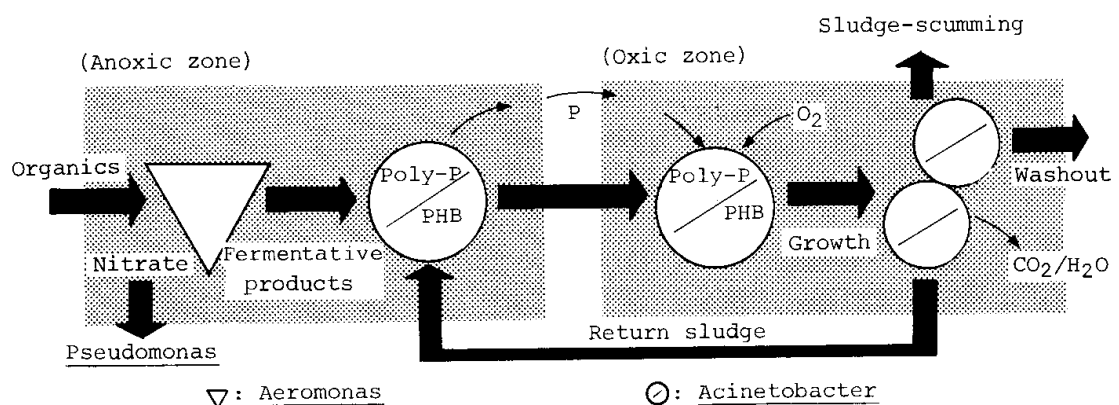 Sludge-scumming
(Anoxic zone)
(Oxic zone)
P
O₂
Organics
Poly-P
PHB
Poly-P
PHB
Washout
Nitrate
Fermentative
products
Growth
CO₂/H₂O
Return sludge
Pseudomonas
▽: Aeromonas
⊘: Acinetobacter